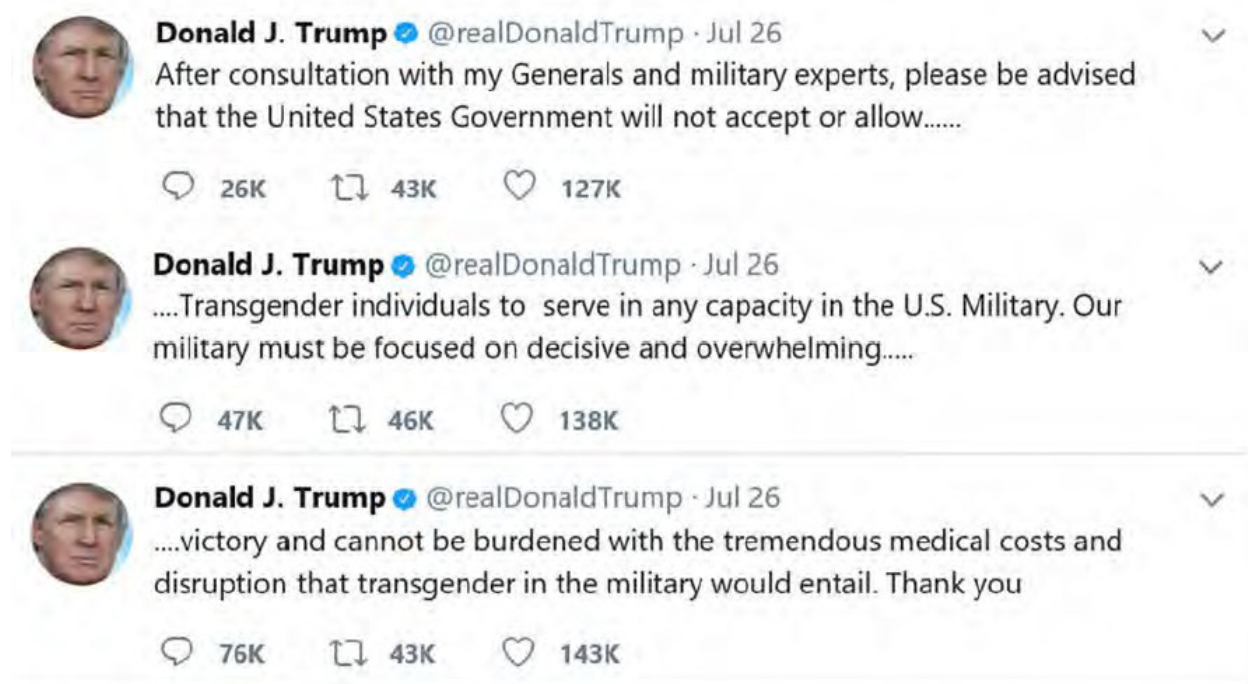 Donald J. Trump @realDonaldTrump · Jul 26
After consultation with my Generals and military experts, please be advised
that the United States Government will not accept or allow......
26K 43K 127K
Donald J. Trump @realDonaldTrump · Jul 26
....Transgender individuals to  serve in any capacity in the U.S. Military. Our
military must be focused on decisive and overwhelming.....
47K 46K 138K
Donald J. Trump @realDonaldTrump · Jul 26
....victory and cannot be burdened with the tremendous medical costs and
disruption that transgender in the military would entail. Thank you
76K 43K 143K